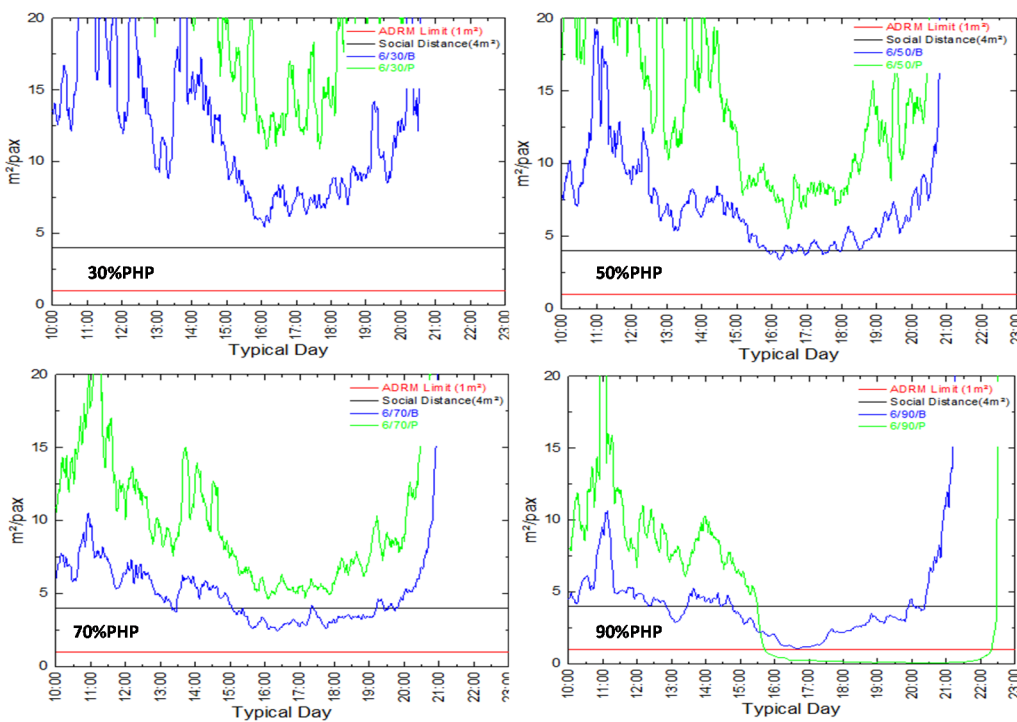 20
15
10
5
0
m²/pax
ADRM Limit (1m²)
Social Distance(4m²)
6/30/B
6/30/P
30%PHP
10:00 11:00 12:00 13:00 14:00 15:00 16:00 17:00 18:00 19:00 20:00 21:00 22:00 23:00
Typical Day
20
15
10
5
0
m²/pax
ADRM Limit (1m²)
Social Distance(4m²)
6/50/B
6/50/P
50%PHP
10:00 11:00 12:00 13:00 14:00 15:00 16:00 17:00 18:00 19:00 20:00 21:00 22:00 23:00
Typical Day
20
15
10
5
0
m²/pax
ADRM Limit (1m²)
Social Distance(4m²)
6/70/B
6/70/P
70%PHP
10:00 11:00 12:00 13:00 14:00 15:00 16:00 17:00 18:00 19:00 20:00 21:00 22:00 23:00
Typical Day
20
15
10
5
0
m²/pax
ADRM Limit (1m²)
Social Distance(4m²)
6/90/B
6/90/P
90%PHP
10:00 11:00 12:00 13:00 14:00 15:00 16:00 17:00 18:00 19:00 20:00 21:00 22:00 23:00
Typical Day